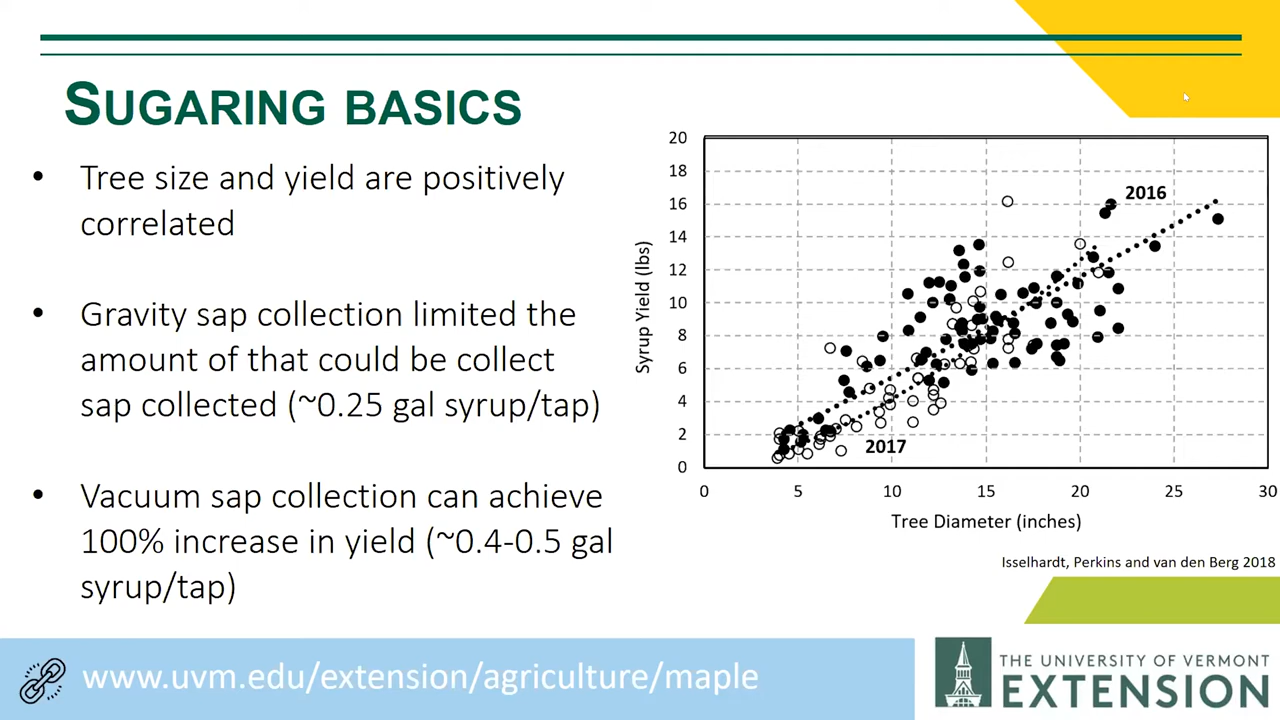 SUGARING BASICS
• Tree size and yield are positively
correlated
• Gravity sap collection limited the
amount of that could be collect
sap collected (~0.25 gal syrup/tap)
• Vacuum sap collection can achieve
100% increase in yield (~0.4-0.5 gal
syrup/tap)
Syrup Yield (lbs)
20
18
16
14
12
10
8
6
4
2
0
2016
2017
0 5 10 15 20 25 30
Tree Diameter (inches)
Isselhardt, Perkins and van den Berg 2018
www.uvm.edu/extension/agriculture/maple
THE UNIVERSITY OF VERMONT
EXTENSION